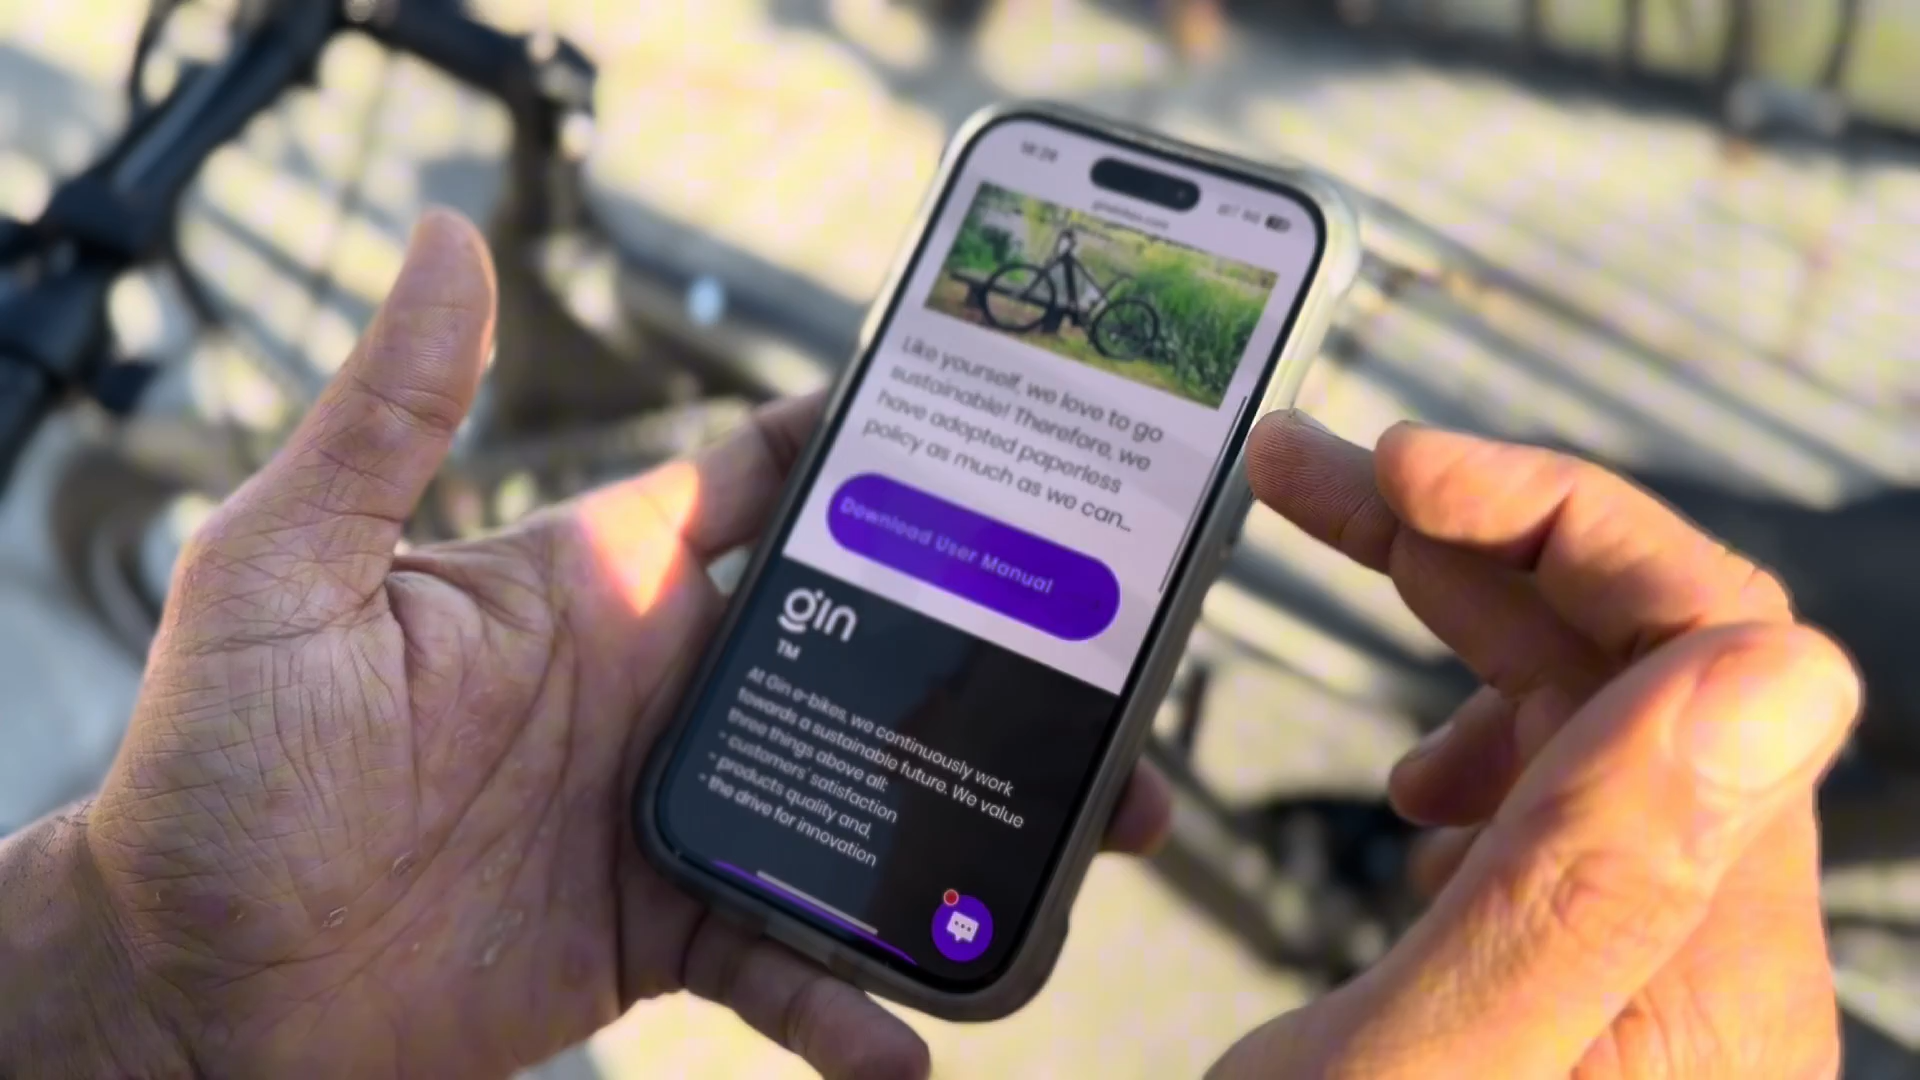 Like yourself, we love to go
sustainable! Therefore, we
have adopted paperless
policy as much as we can...
Download User Manual
gin
TM
At Gin e-bikes, we continuously work
towards a sustainable future. We value
three things above all:
- customers' satisfaction
- products quality and,
- the drive for innovation